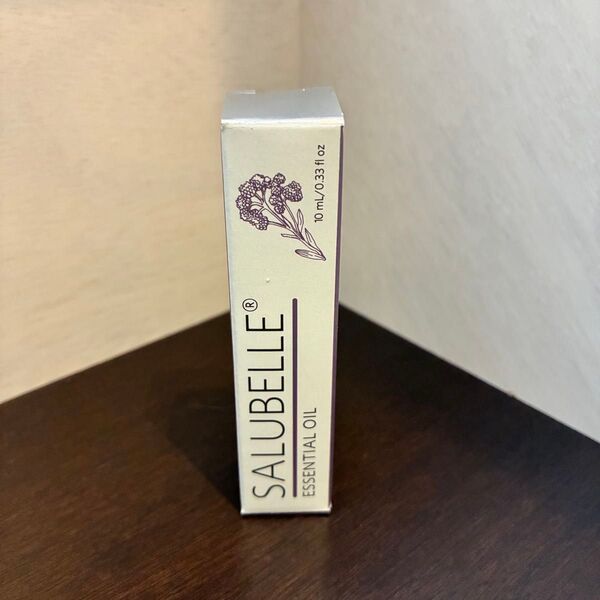 SALUBELLE®
ESSENTIAL OIL
10 mL/0.33 fl oz